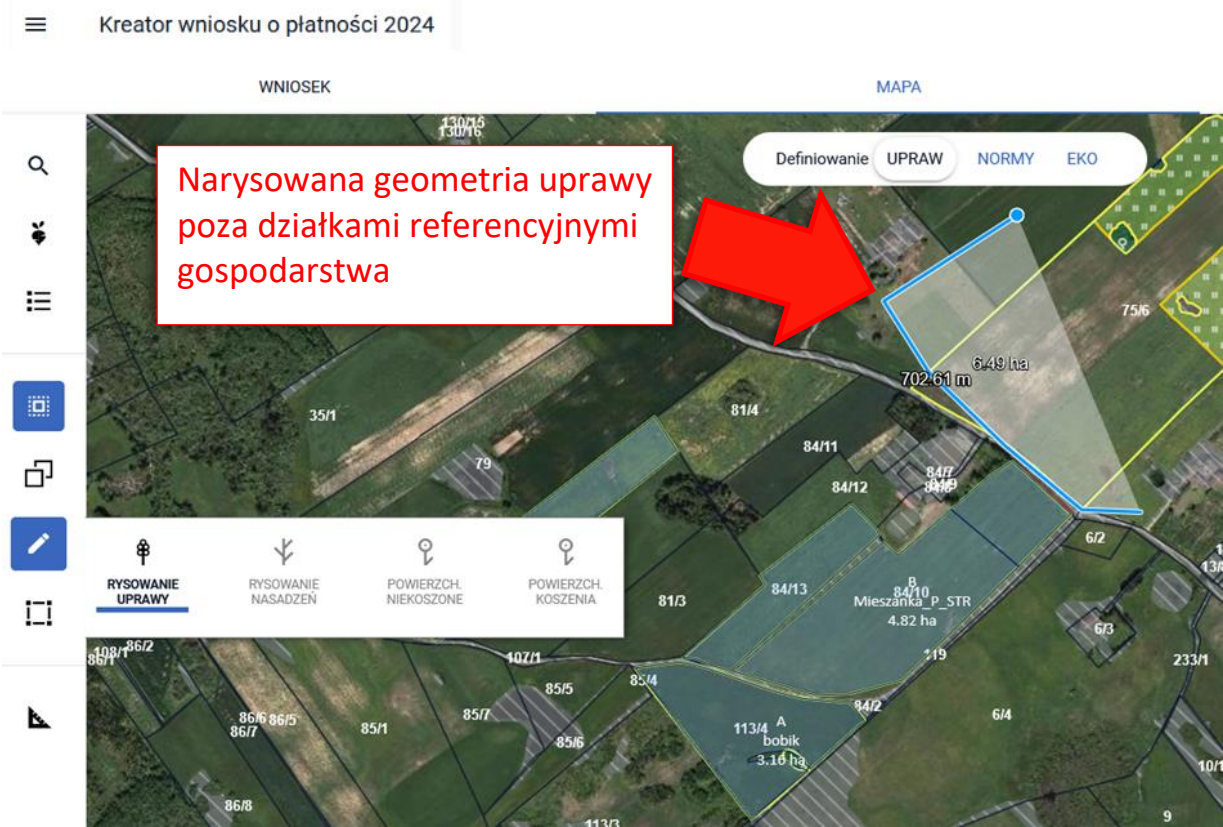 Kreator wniosku o płatności 2024
WNIOSEK
MAPA
130/15
130/16
Definiowanie UPRAW NORMY EKO
Narysowana geometria uprawy
poza działkami referencyjnymi
gospodarstwa
75/6
6.49 ha
702.61 m
35/1
81/4
84/11
79
84/7
84/12
84/9
6/2
RYSOWANIE
UPRAWY
RYSOWANIE
NASADZEŃ
POWIERZCH.
NIEKOSZONE
POWIERZCH.
KOSZENIA
81/3
84/13
B
84/10
Mieszanka_P_STR
4.82 ha
6/3
108/1
86/2
86/1
107/1
119
233/1
85/4
85/5
84/2
86/6
86/5
86/7
85/1
85/7
85/6
113/4
A
bobik
3.16 ha
6/4
10/1
86/8
113/3
9